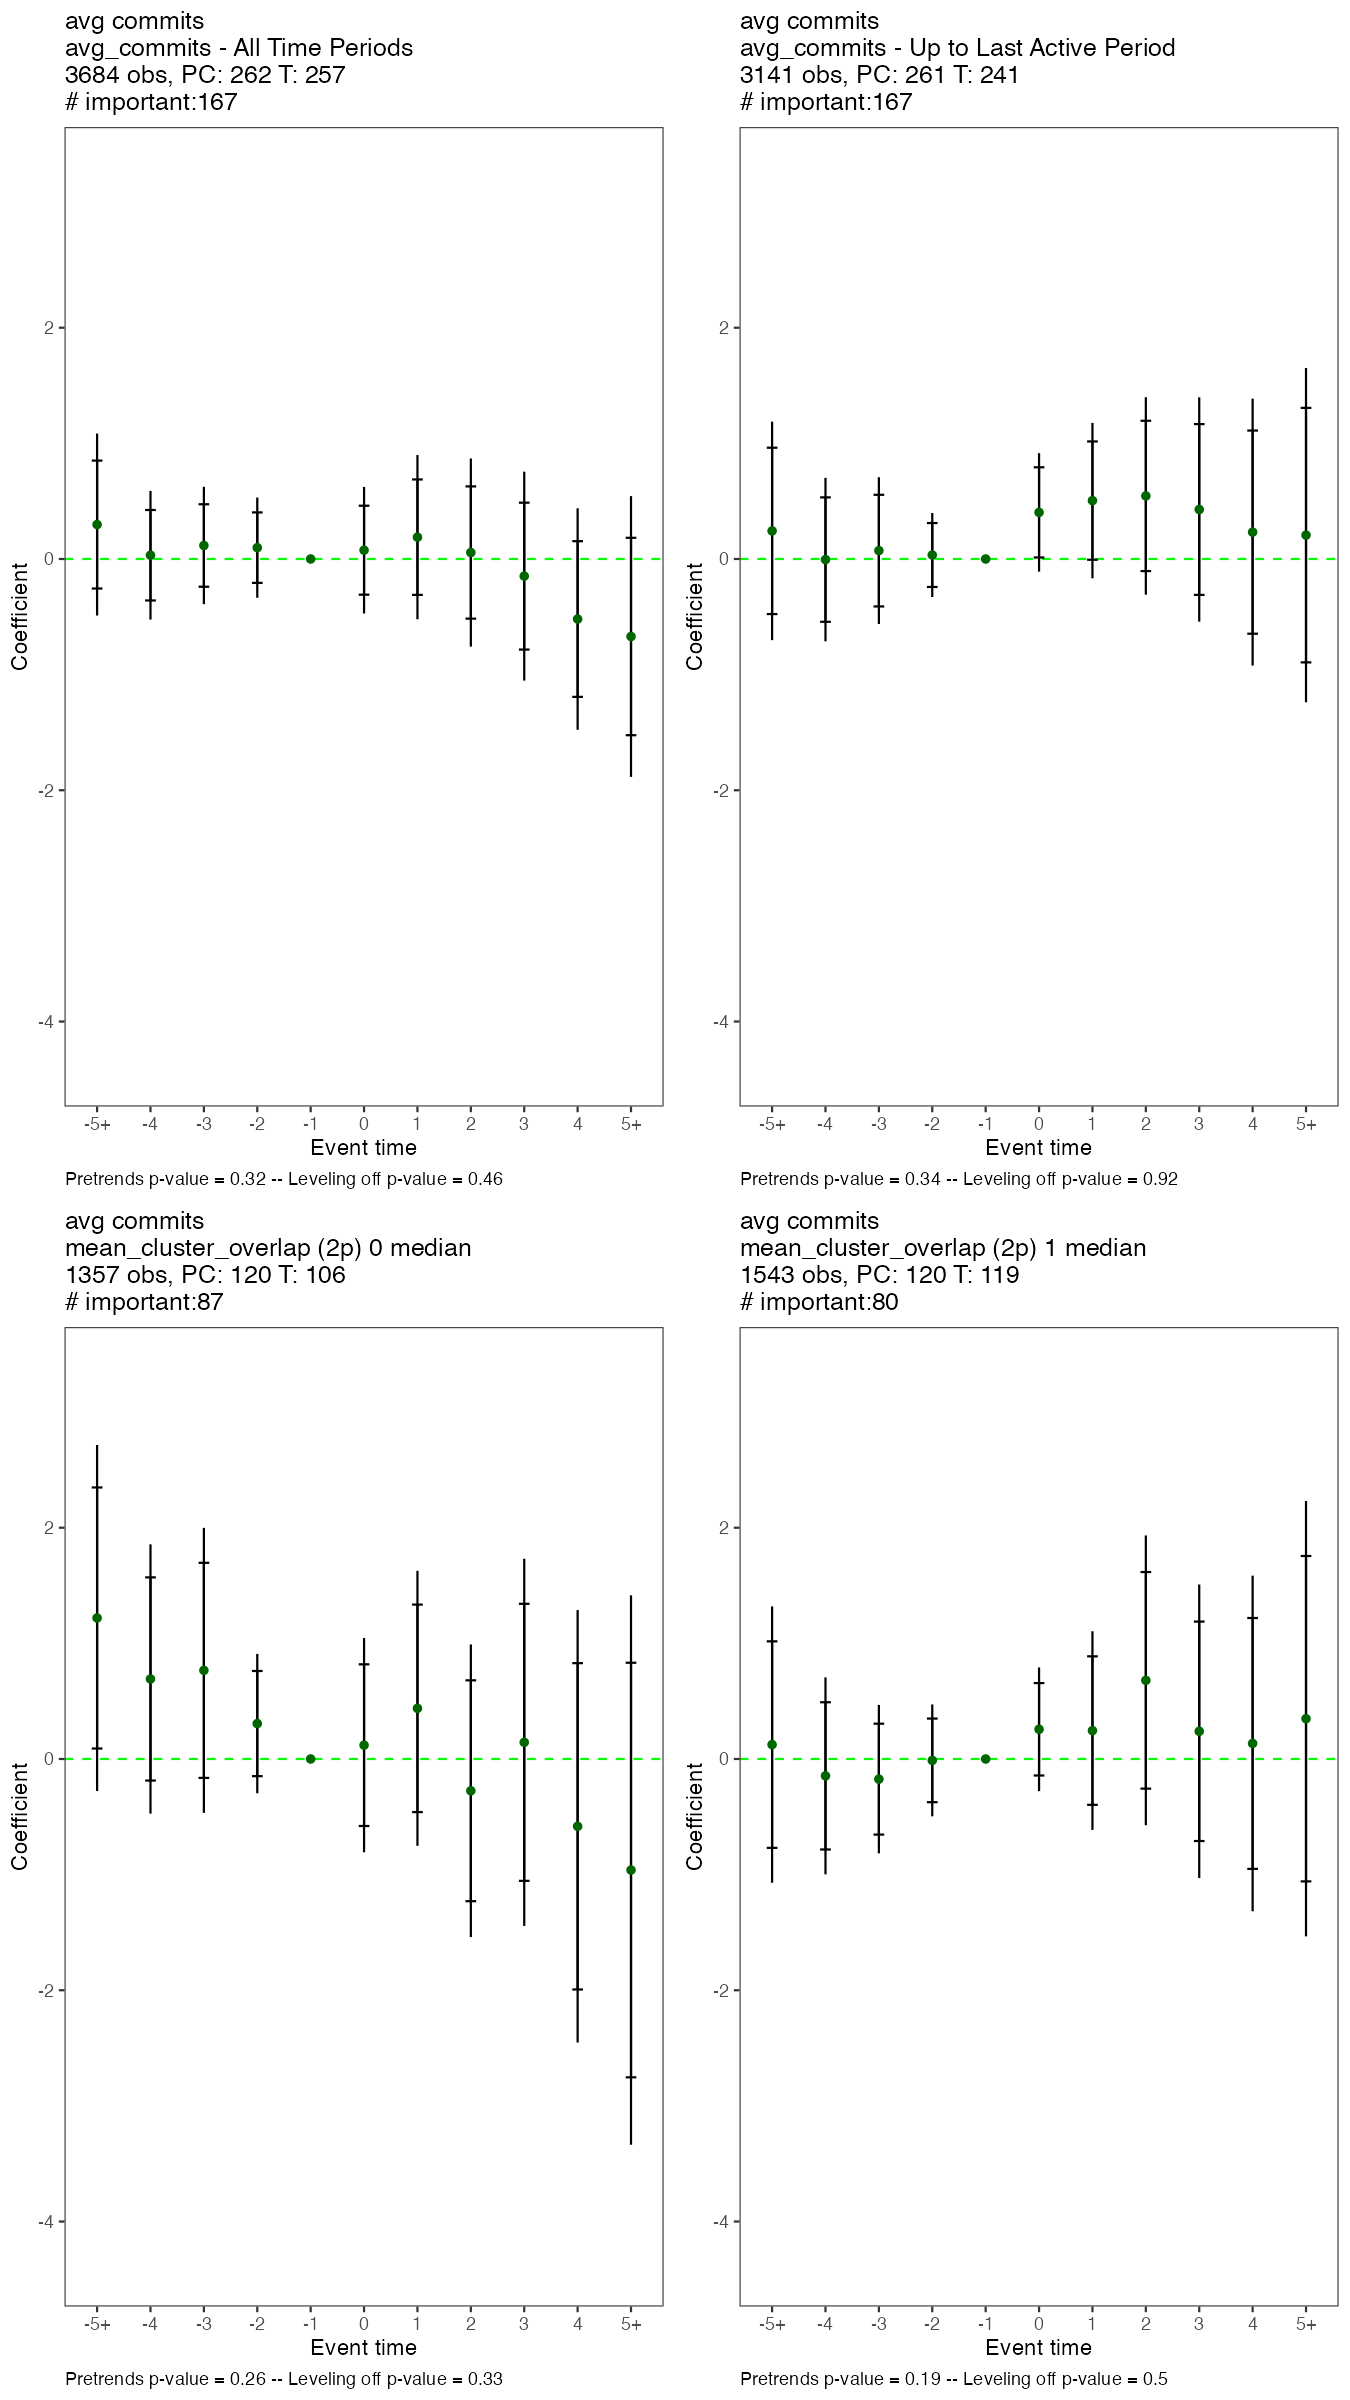 avg commits
avg_commits - All Time Periods
3684 obs, PC: 262 T: 257
# important:167
Coefficient
2
0
-2
-4
-5+ -4 -3 -2 -1 0 1 2 3 4 5+
Event time
Pretrends p-value = 0.32 -- Leveling off p-value = 0.46
avg commits
avg_commits - Up to Last Active Period
3141 obs, PC: 261 T: 241
# important:167
Coefficient
2
0
-2
-4
-5+ -4 -3 -2 -1 0 1 2 3 4 5+
Event time
Pretrends p-value = 0.34 -- Leveling off p-value = 0.92
avg commits
mean_cluster_overlap (2p) 0 median
1357 obs, PC: 120 T: 106
# important:87
Coefficient
2
0
-2
-4
-5+ -4 -3 -2 -1 0 1 2 3 4 5+
Event time
Pretrends p-value = 0.26 -- Leveling off p-value = 0.33
avg commits
mean_cluster_overlap (2p) 1 median
1543 obs, PC: 120 T: 119
# important:80
Coefficient
2
0
-2
-4
-5+ -4 -3 -2 -1 0 1 2 3 4 5+
Event time
Pretrends p-value = 0.19 -- Leveling off p-value = 0.5